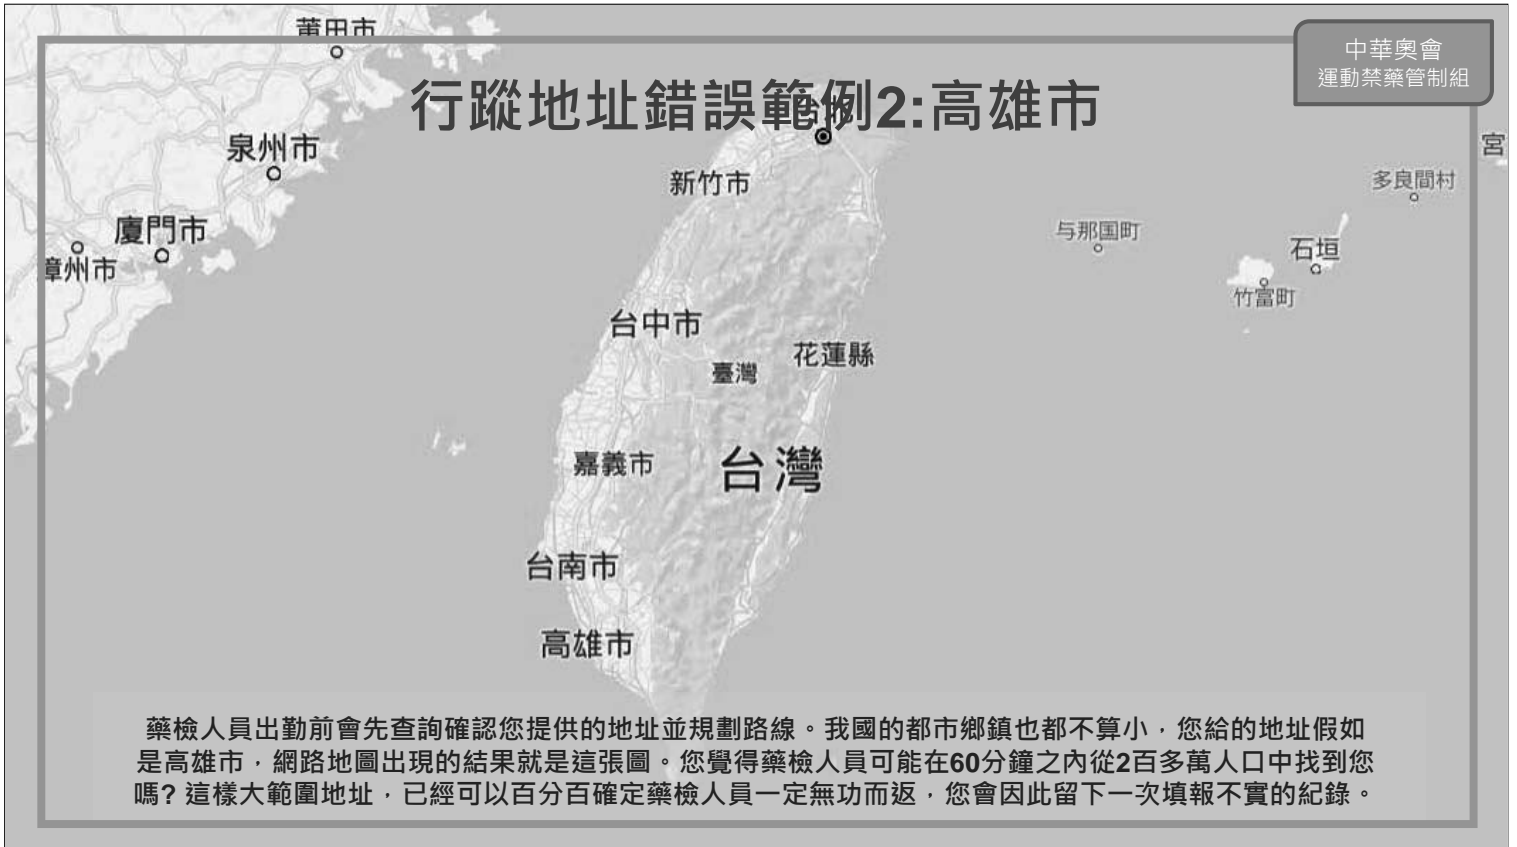 莆田市
中華奧會
運動禁藥管制組
行蹤地址錯誤範例2:高雄市
泉州市
宮
新竹市
多良間村
廈門市
与那国町
石垣
漳州市
竹富町
台中市
花蓮縣
臺灣
嘉義市
台灣
台南市
高雄市
藥檢人員出勤前會先查詢確認您提供的地址並規劃路線。我國的都市鄉鎮也都不算小，您給的地址假如
是高雄市，網路地圖出現的結果就是這張圖。您覺得藥檢人員可能在60分鐘之內從2百多萬人口中找到您
嗎? 這樣大範圍地址，已經可以百分百確定藥檢人員一定無功而返，您會因此留下一次填報不實的紀錄。